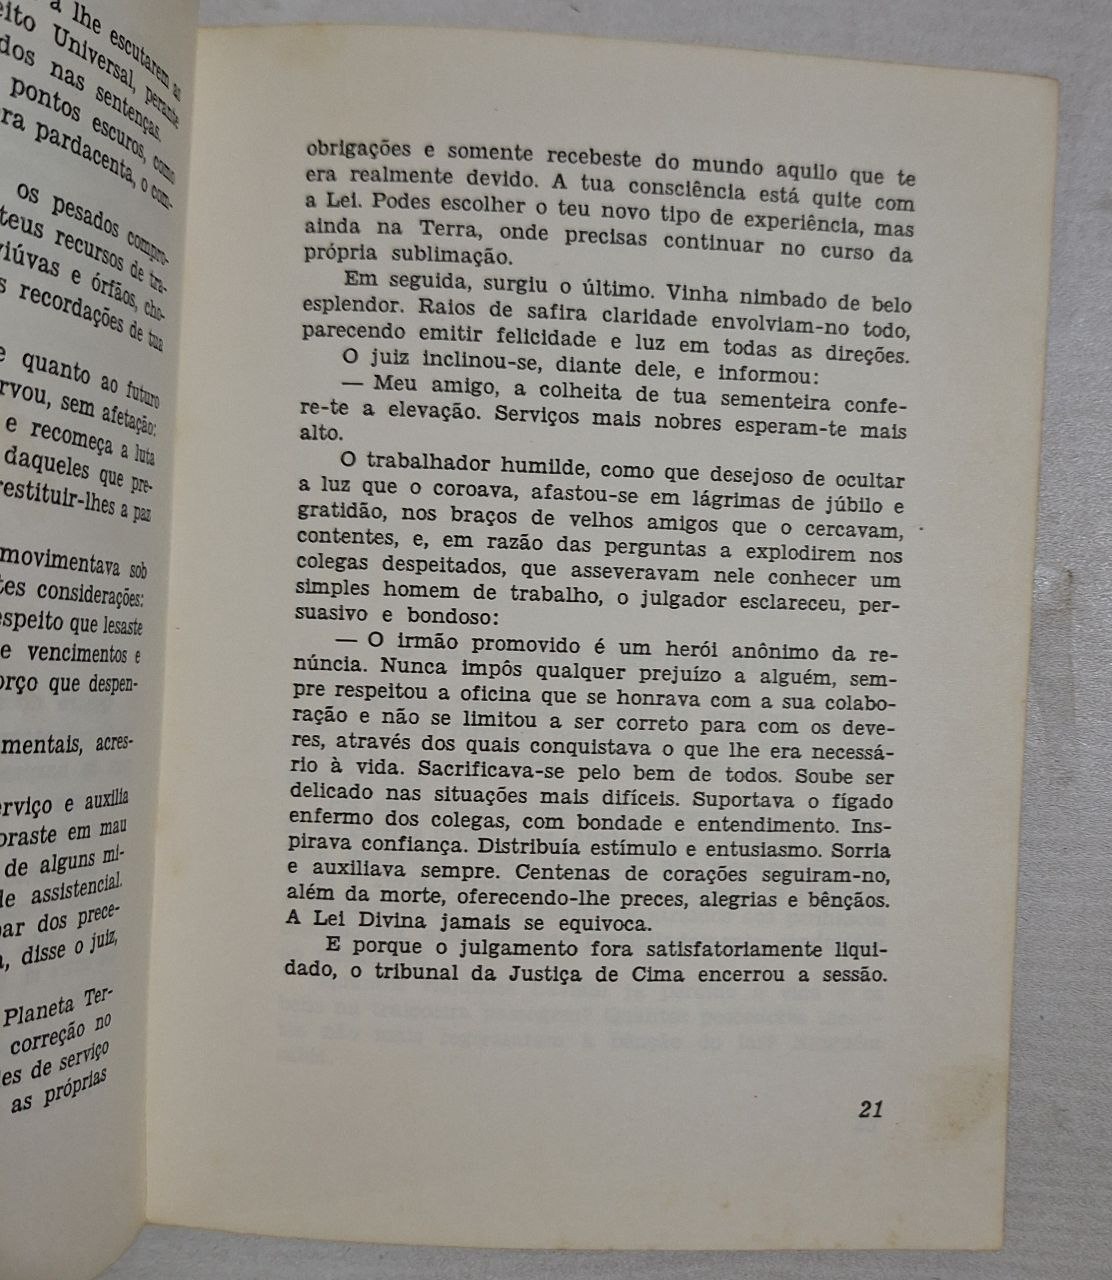 a lhe escutarem as
Universal, perante
dos nas sentenças.
pontos escuros, como
pardacenta, o com-
os pesados compro-
teus recursos de tra-
viúvas e órfãos, cho-
recordações de tua
quanto ao futuro
sem afetação:
e recomeça a luta
daqueles que pre-
restituir-lhes a paz
movimentava sob
considerações:
que lesaste
e vencimentos e
que despen-
mentais, acres-
e auxilia
em mau
de alguns mi-
assistencial.
dos prece-
disse o juiz,
Planeta Ter-
correção no
de serviço
as próprias
obrigações e somente recebeste do mundo aquilo que te
era realmente devido. A tua consciência está quite com
a Lei. Podes escolher o teu novo tipo de experiência, mas
ainda na Terra, onde precisas continuar no curso da
própria sublimação.
Em seguida, surgiu o último. Vinha nimbado de belo
esplendor. Raios de safira claridade envolviam-no todo,
parecendo emitir felicidade e luz em todas as direções.
O juiz inclinou-se, diante dele, e informou:
— Meu amigo, a colheita de tua sementeira confe-
re-te a elevação. Serviços mais nobres esperam-te mais
alto.
O trabalhador humilde, como que desejoso de ocultar
a luz que o coroava, afastou-se em lágrimas de júbilo e
gratidão, nos braços de velhos amigos que o cercavam,
contentes, e, em razão das perguntas a explodirem nos
colegas despeitados, que asseveravam nele conhecer um
simples homem de trabalho, o julgador esclareceu, per-
suasivo e bondoso:
— O irmão promovido é um herói anônimo da re-
núncia. Nunca impôs qualquer prejuízo a alguém, sem-
pre respeitou a oficina que se honrava com a sua colabo-
ração e não se limitou a ser correto para com os deve-
res, através dos quais conquistava o que lhe era necessá-
rio à vida. Sacrificava-se pelo bem de todos. Soube ser
delicado nas situações mais difíceis. Suportava o fígado
enfermo dos colegas, com bondade e entendimento. Ins-
pirava confiança. Distribuía estímulo e entusiasmo. Sorria
e auxiliava sempre. Centenas de corações seguiram-no,
além da morte, oferecendo-lhe preces, alegrias e bênçãos.
A Lei Divina jamais se equivoca.
E porque o julgamento fora satisfatoriamente liqui-
dado, o tribunal da Justiça de Cima encerrou a sessão.
21